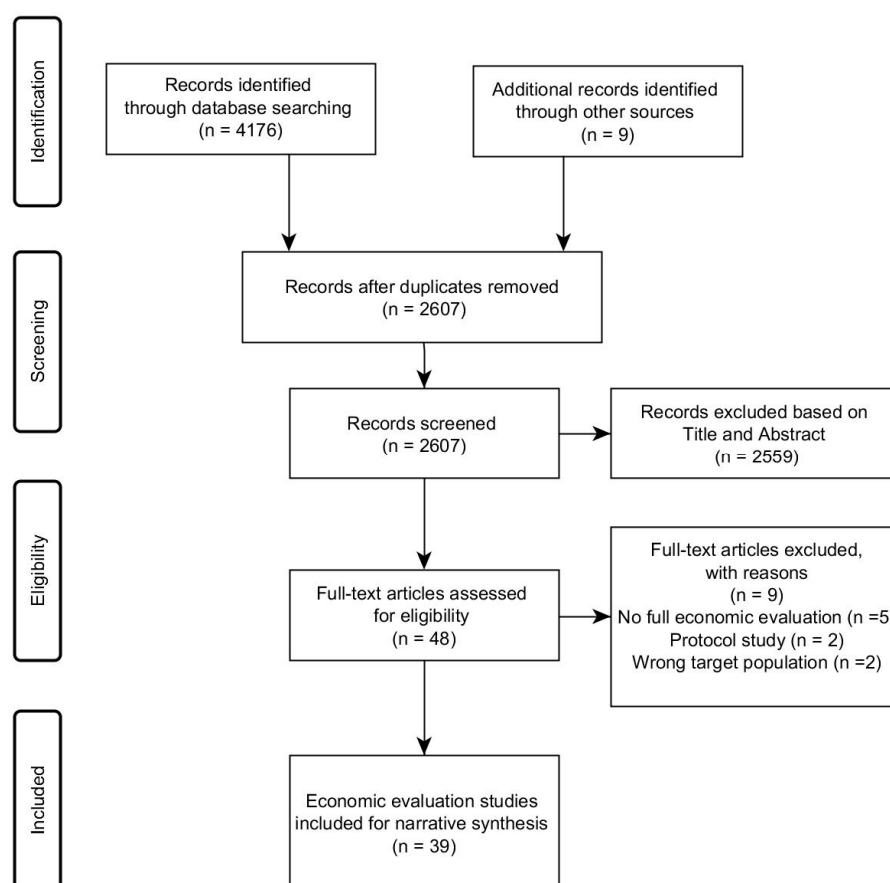 Identification
Records identified
through database searching
(n = 4176)
Additional records identified
through other sources
(n = 9)
Screening
Records after duplicates removed
(n = 2607)
Records screened
(n = 2607)
Records excluded based on
Title and Abstract
(n = 2559)
Eligibility
Full-text articles assessed
for eligibility
(n = 48)
Full-text articles excluded,
with reasons
(n = 9)
No full economic evaluation (n =5
Protocol study (n = 2)
Wrong target population (n =2)
Included
Economic evaluation studies
included for narrative synthesis
(n = 39)